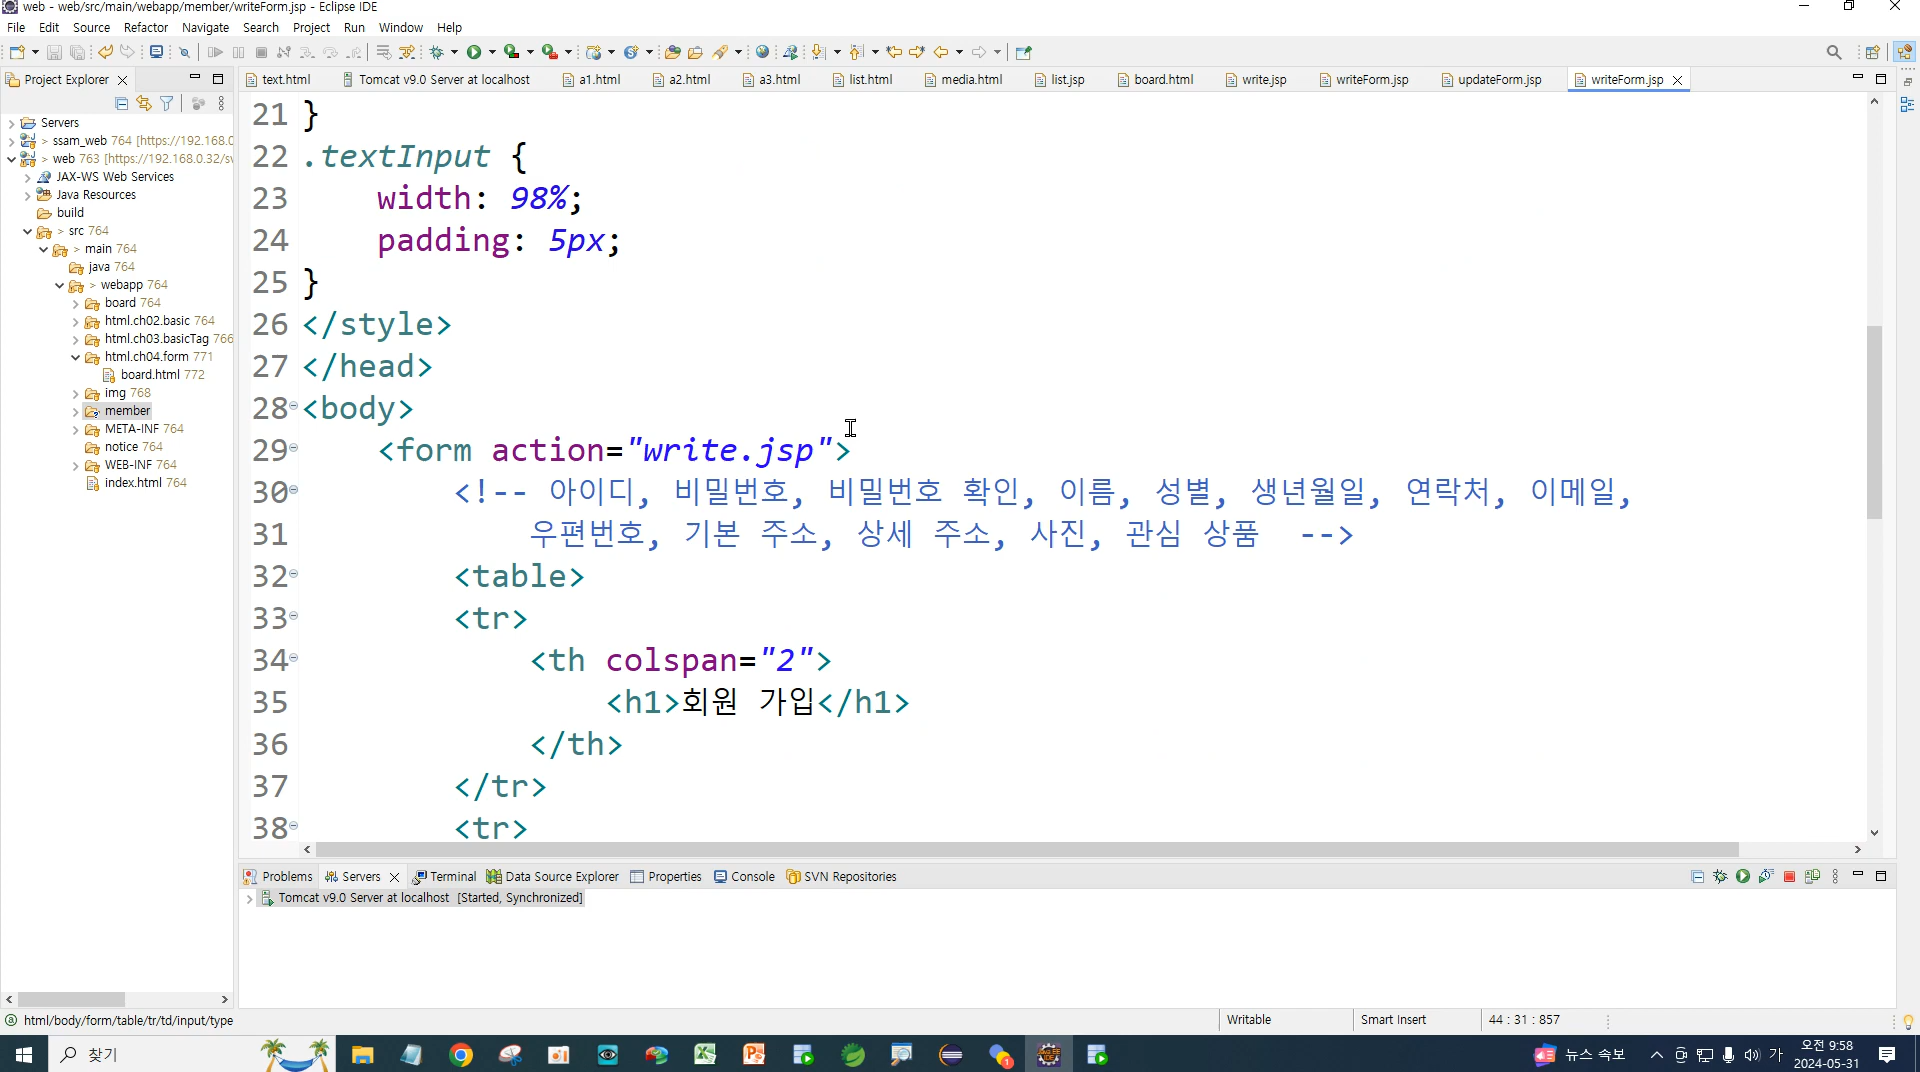 web - web/src/main/webapp/member/writeForm.jsp - Eclipse IDE
File Edit Source Refactor Navigate Search Project Run Window Help
Project Explorer
text.html Tomcat v9.0 Server at localhost a1.html a2.html a3.html list.html media.html list.jsp board.html write.jsp writeForm.jsp updateForm.jsp writeForm.jsp
Servers
> ssam_web 764 [https://192.168.0
> web 763 [https://192.168.0.32/sv
JAX-WS Web Services
Java Resources
build
> src 764
> main 764
java 764
> webapp 764
board 764
html.ch02.basic 764
html.ch03.basicTag 766
html.ch04.form 771
board.html 772
img 768
member
META-INF 764
notice 764
WEB-INF 764
index.html 764
21 }
22 .textInput {
23 width: 98%;
24 padding: 5px;
25 }
26 </style>
27 </head>
28 <body>
29 <form action="write.jsp">
30 <!-- 아이디, 비밀번호, 비밀번호 확인, 이름, 성별, 생년월일, 연락처, 이메일,
31 우편번호, 기본 주소, 상세 주소, 사진, 관심 상품 -->
32 <table>
33 <tr>
34 <th colspan="2">
35 <h1>회원 가입</h1>
36 </th>
37 </tr>
38 <tr>
Problems Servers Terminal Data Source Explorer Properties Console SVN Repositories
Tomcat v9.0 Server at localhost [Started, Synchronized]
html/body/form/table/tr/td/input/type
Writable Smart Insert 44 : 31 : 857
찾기
뉴스 속보
가
오전 9:58
2024-05-31